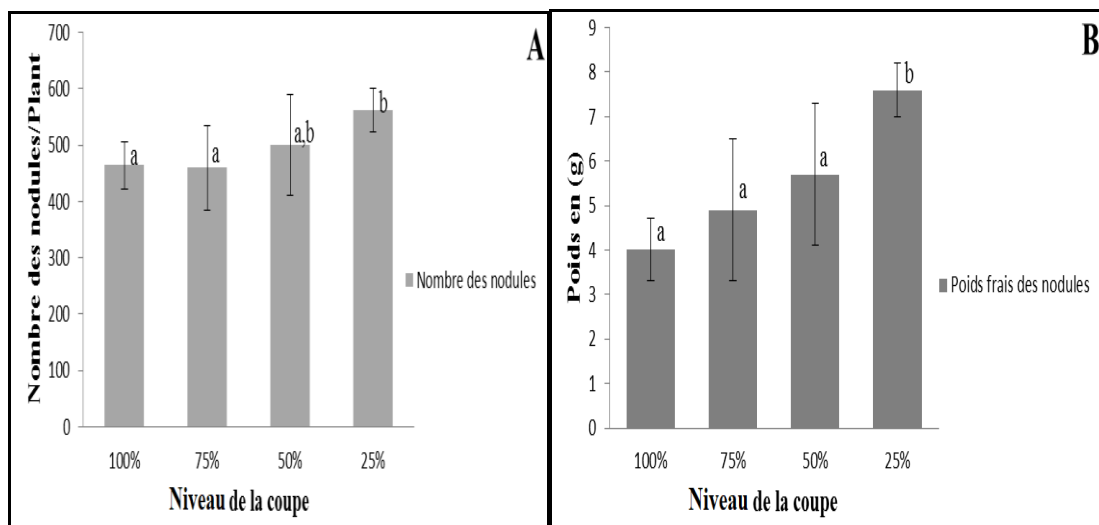 A
Nombre des nodules/Plant
700
600
500
400
300
200
100
0
a
a
a,b
b
100%
75%
50%
25%
Niveau de la coupe
Nombre des nodules
B
Poids en (g)
9
8
7
6
5
4
3
2
1
0
a
a
a
b
100%
75%
50%
25%
Niveau de la coupe
Poids frais des nodules